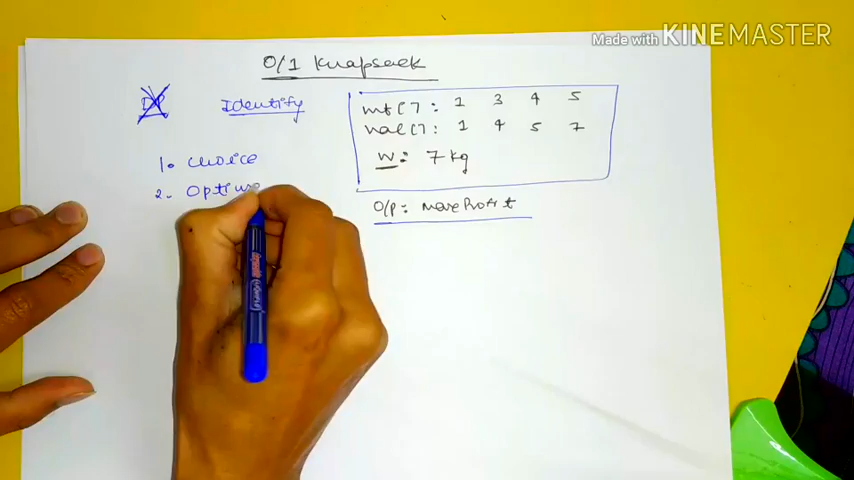 Made with KINEMASTER
0/1 Knapsack
DP Identify
1. choice
2. Optim
wt[]: 1 3 4 5
val[]: 1 4 5 7
W: 7 kg
O/P: Max Profit